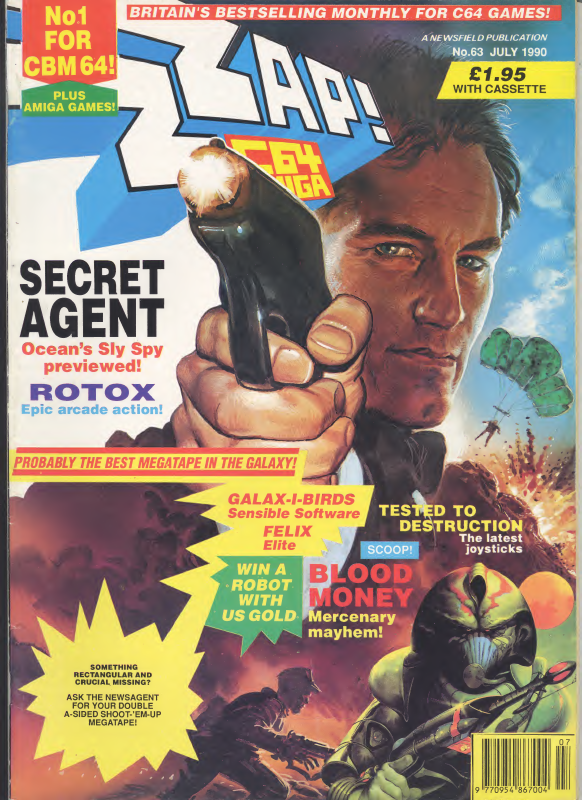 No1
FOR
CBM 64!
PLUS
AMIGA GAMES!
BRITAIN'S BESTSELLING MONTHLY FOR C64 GAMES!
A NEWSFIELD PUBLICATION
No.63 JULY 1990
£1.95
WITH CASSETTE
ZZAP!
C64
SECRET
AGENT
Ocean's Sly Spy
previewed!
ROTOX
Epic arcade action!
PROBABLY THE BEST MEGATAPE IN THE GALAXY!
GALAX-I-BIRDS
Sensible Software
FELIX
Elite
WIN A
ROBOT
WITH
US GOLD
TESTED TO
DESTRUCTION
The latest
joysticks
SCOOP!
BLOOD
MONEY
Mercenary
mayhem!
SOMETHING
RECTANGULAR AND
CRUCIAL MISSING?
ASK THE NEWSAGENT
FOR YOUR DOUBLE
A-SIDED SHOOT-'EM-UP
MEGATAPE!
07
9 770954 867004